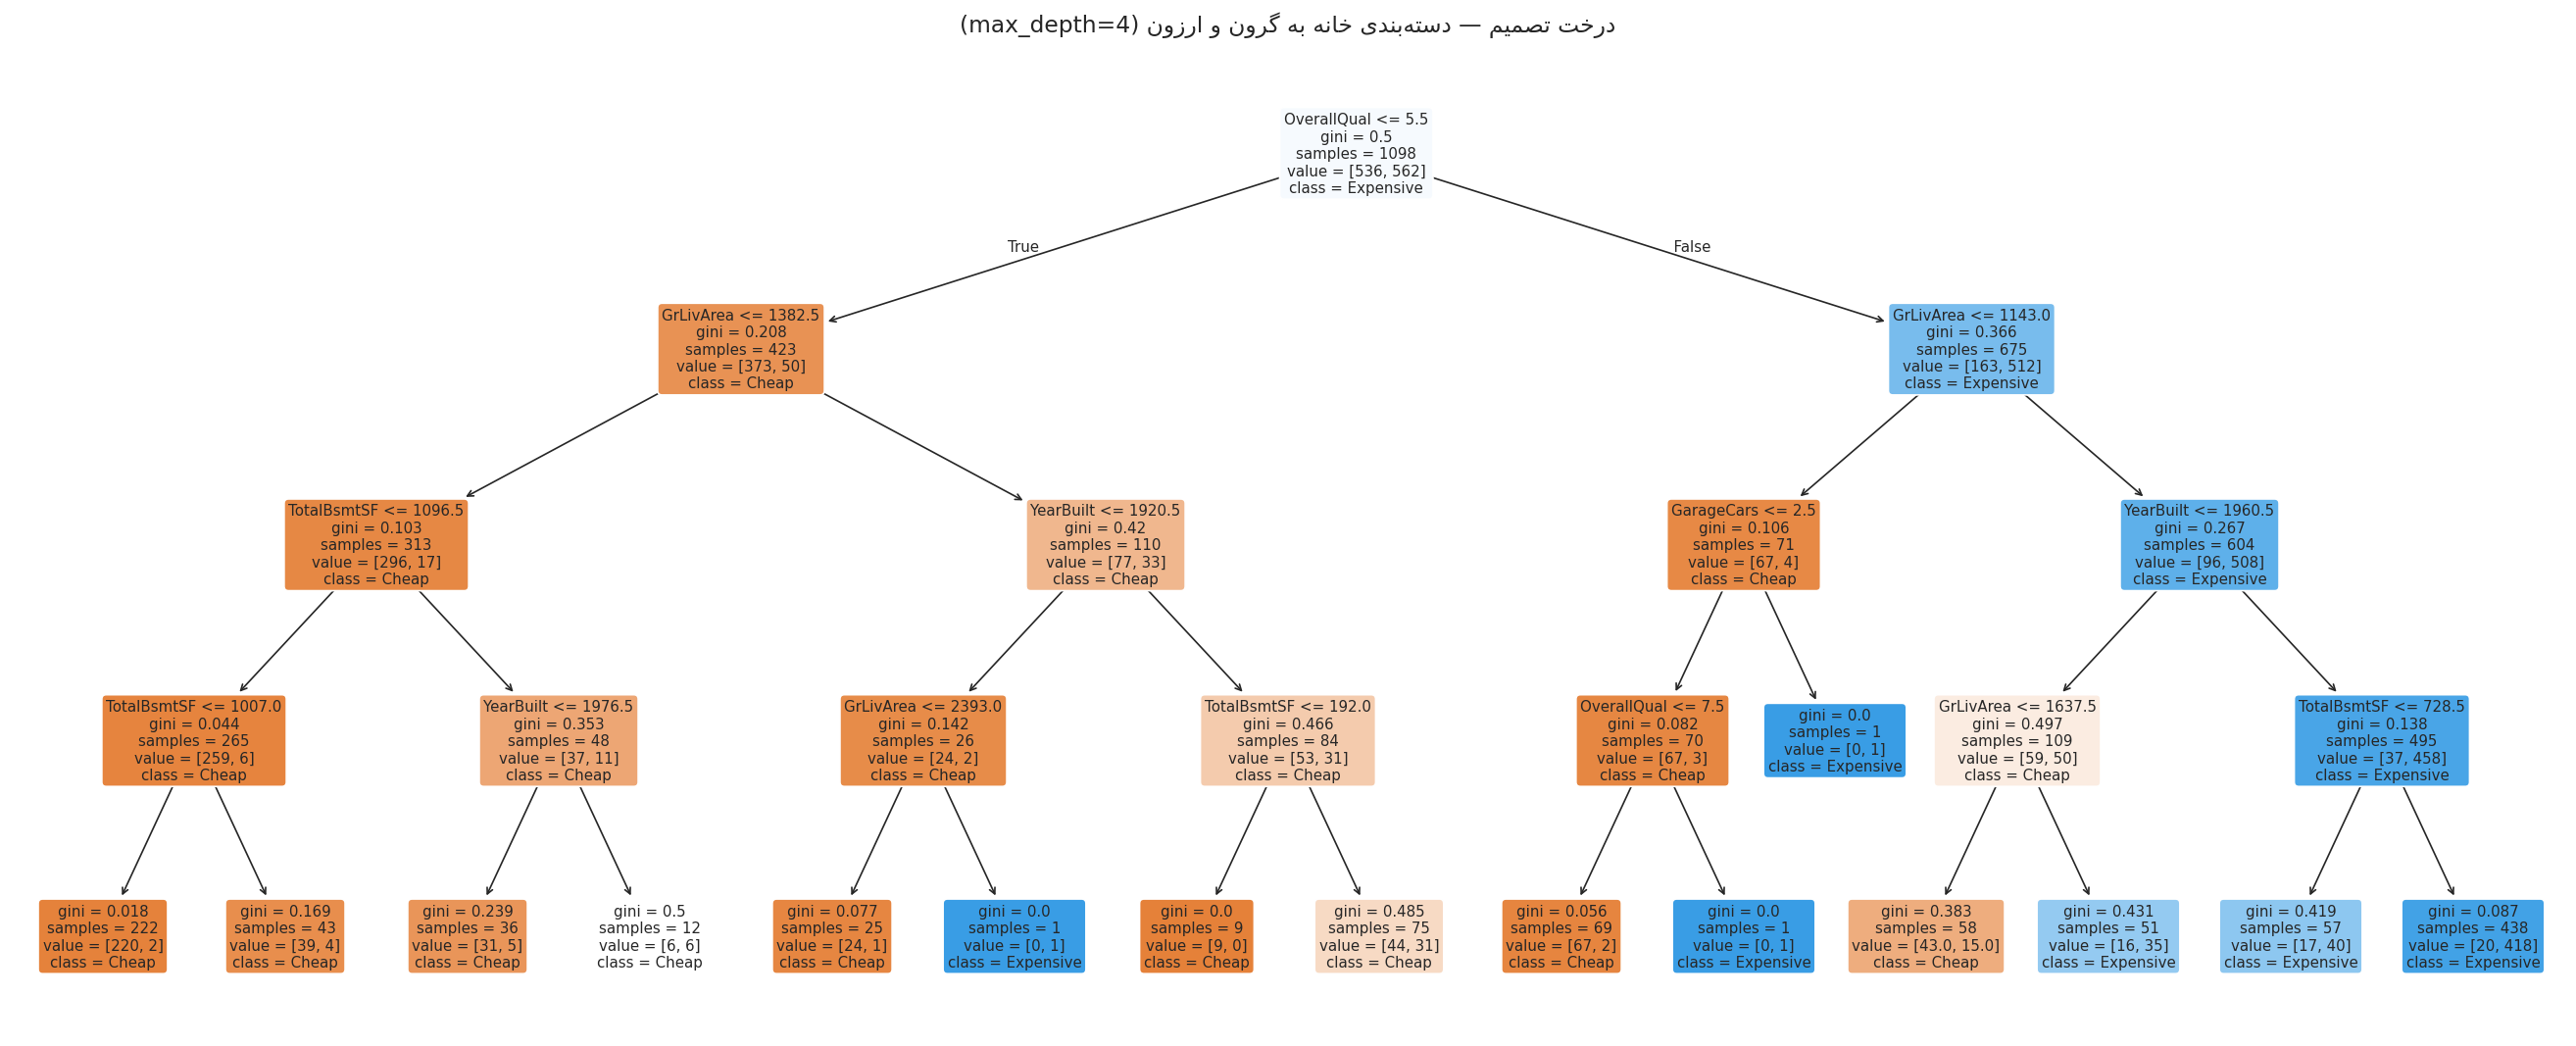 درخت تصمیم — دسته‌بندی خانه به گرون و ارزون (max_depth=4)
OverallQual <= 5.5
gini = 0.5
samples = 1098
value = [536, 562]
class = Expensive
True
False
GrLivArea <= 1382.5
gini = 0.208
samples = 423
value = [373, 50]
class = Cheap
GrLivArea <= 1143.0
gini = 0.366
samples = 675
value = [163, 512]
class = Expensive
TotalBsmtSF <= 1096.5
gini = 0.103
samples = 313
value = [296, 17]
class = Cheap
YearBuilt <= 1920.5
gini = 0.42
samples = 110
value = [77, 33]
class = Cheap
GarageCars <= 2.5
gini = 0.106
samples = 71
value = [67, 4]
class = Cheap
YearBuilt <= 1960.5
gini = 0.267
samples = 604
value = [96, 508]
class = Expensive
TotalBsmtSF <= 1007.0
gini = 0.044
samples = 265
value = [259, 6]
class = Cheap
YearBuilt <= 1976.5
gini = 0.353
samples = 48
value = [37, 11]
class = Cheap
GrLivArea <= 2393.0
gini = 0.142
samples = 26
value = [24, 2]
class = Cheap
TotalBsmtSF <= 192.0
gini = 0.466
samples = 84
value = [53, 31]
class = Cheap
OverallQual <= 7.5
gini = 0.082
samples = 70
value = [67, 3]
class = Cheap
gini = 0.0
samples = 1
value = [0, 1]
class = Expensive
GrLivArea <= 1637.5
gini = 0.497
samples = 109
value = [59, 50]
class = Cheap
TotalBsmtSF <= 728.5
gini = 0.138
samples = 495
value = [37, 458]
class = Expensive
gini = 0.018
samples = 222
value = [220, 2]
class = Cheap
gini = 0.169
samples = 43
value = [39, 4]
class = Cheap
gini = 0.239
samples = 36
value = [31, 5]
class = Cheap
gini = 0.5
samples = 12
value = [6, 6]
class = Cheap
gini = 0.077
samples = 25
value = [24, 1]
class = Cheap
gini = 0.0
samples = 1
value = [0, 1]
class = Expensive
gini = 0.0
samples = 9
value = [9, 0]
class = Cheap
gini = 0.485
samples = 75
value = [44, 31]
class = Cheap
gini = 0.056
samples = 69
value = [67, 2]
class = Cheap
gini = 0.0
samples = 1
value = [0, 1]
class = Expensive
gini = 0.383
samples = 58
value = [43.0, 15.0]
class = Cheap
gini = 0.431
samples = 51
value = [16, 35]
class = Expensive
gini = 0.419
samples = 57
value = [17, 40]
class = Expensive
gini = 0.087
samples = 438
value = [20, 418]
class = Expensive